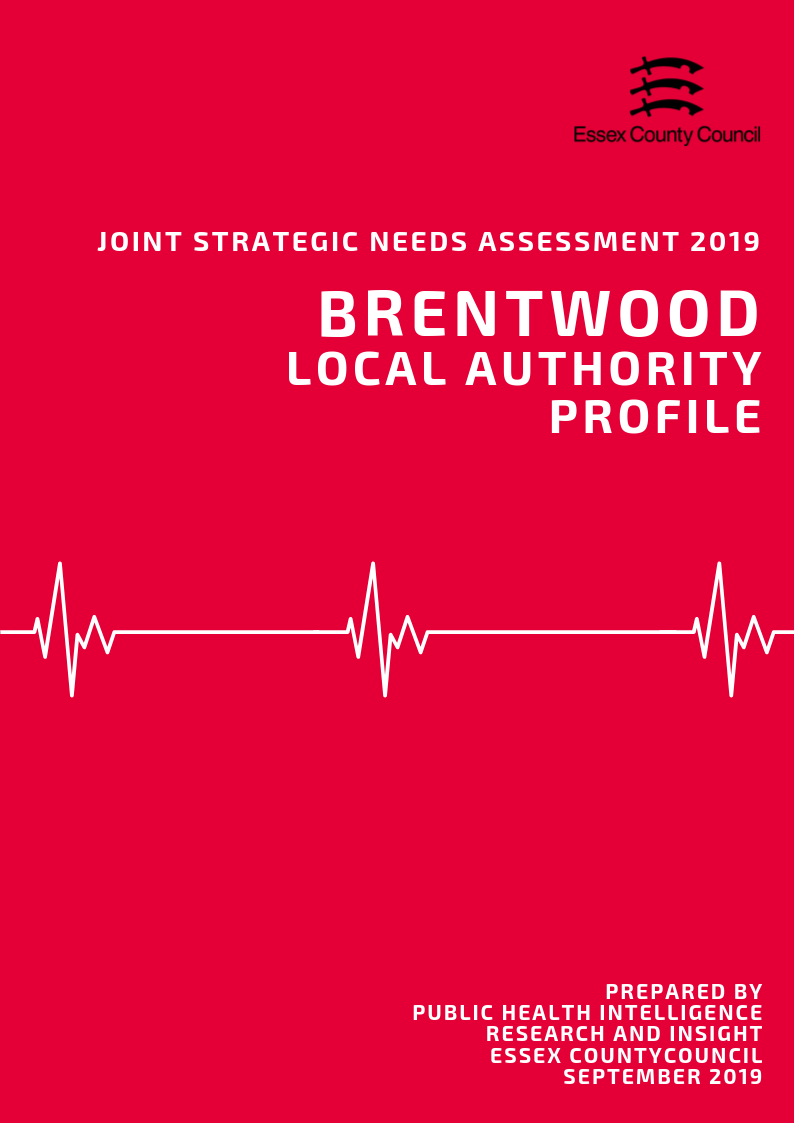 Essex County Council
JOINT STRATEGIC NEEDS ASSESSMENT 2019
BRENTWOOD
LOCAL AUTHORITY
PROFILE
PREPARED BY
PUBLIC HEALTH INTELLIGENCE
RESEARCH AND INSIGHT
ESSEX COUNTYCOUNCIL
SEPTEMBER 2019